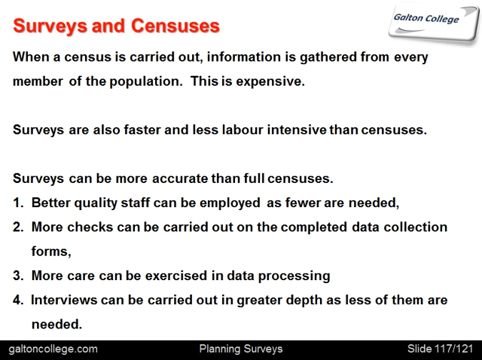 Surveys and Censuses
Galton College
When a census is carried out, information is gathered from every
member of the population. This is expensive.
Surveys are also faster and less labour intensive than censuses.
Surveys can be more accurate than full censuses.
1. Better quality staff can be employed as fewer are needed,
2. More checks can be carried out on the completed data collection
forms,
3. More care can be exercised in data processing
4. Interviews can be carried out in greater depth as less of them are
needed.
galtoncollege.com Planning Surveys Slide 117/121